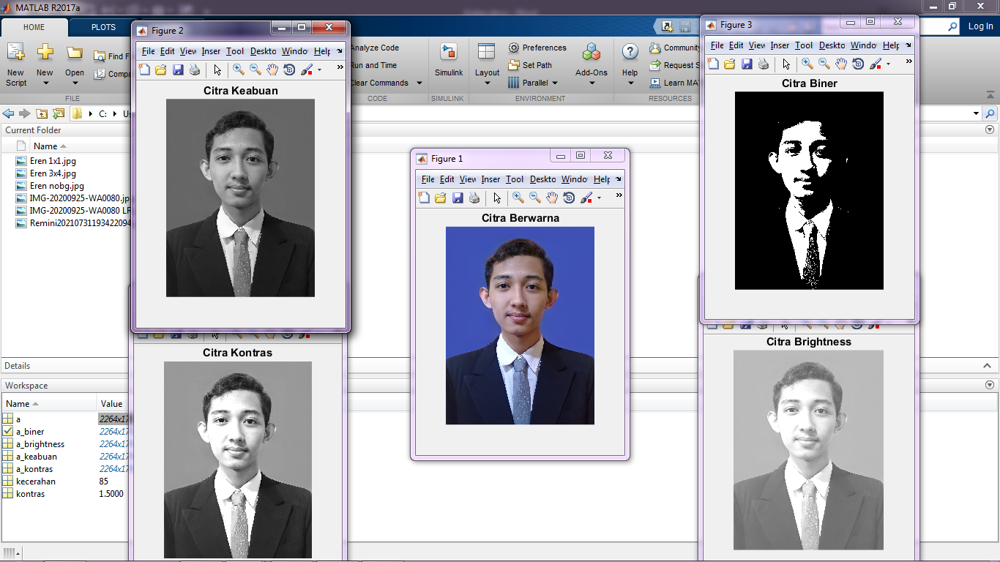 MATLAB R2017a
HOME
PLOTS
Log In
New Script
New
Open
Find Fi
Compa
FILE
Analyze Code
Run and Time
Clear Commands
CODE
Simulink
SIMULINK
Layout
Preferences
Set Path
Parallel
Add-Ons
ENVIRONMENT
Help
Community
Request S
Learn MAT
RESOURCES
C:
Us
Current Folder
Name
Eren 1x1.jpg
Eren 3x4.jpg
Eren nobg.jpg
IMG-20200925-WA0080.jp
IMG-20200925-WA0080 LR
Remini20210731193422094
Details
Workspace
Name Value
a 2264x17
a_biner 2264x17
a_brightness 2264x17
a_keabuan 2264x17
a_kontras 2264x17
kecerahan 85
kontras 1.5000
Figure 2
File Edit View Inser Tool Deskto Windo Help
Citra Keabuan
Citra Kontras
Figure 1
File Edit View Inser Tool Deskto Windo Help
Citra Berwarna
Figure 3
File Edit View Inser Tool Deskto Windo Help
Citra Biner
Citra Brightness